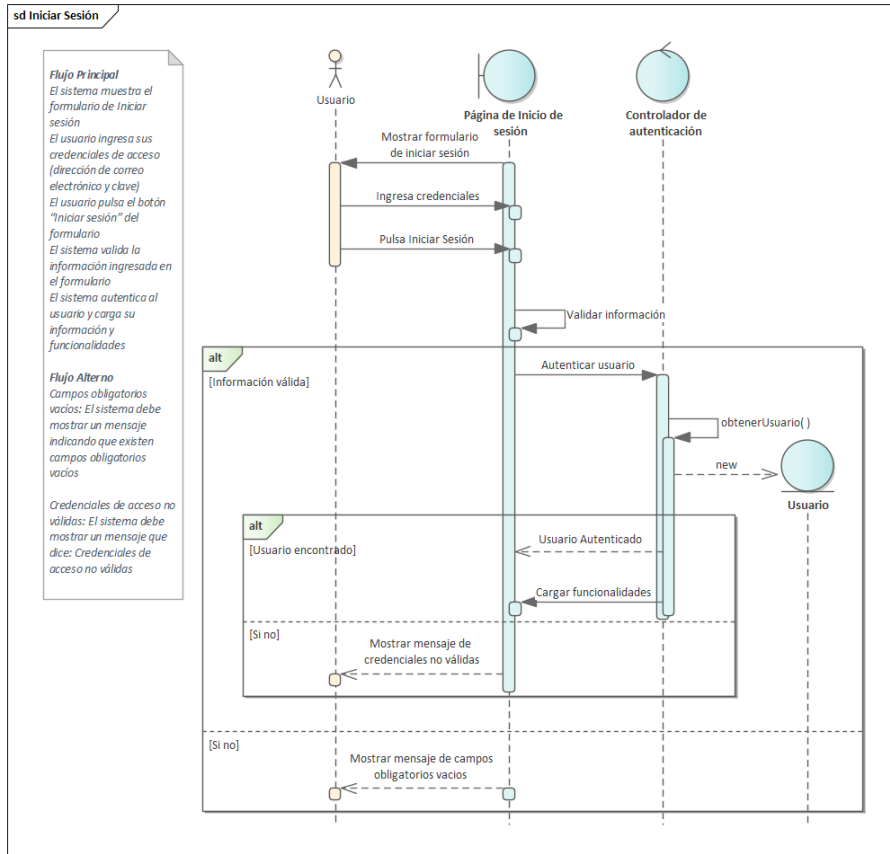 sd Iniciar Sesión
Flujo Principal
El sistema muestra el
formulario de Iniciar
sesión
El usuario ingresa sus
credenciales de acceso
(dirección de correo
electrónico y clave)
El usuario pulsa el botón
“Iniciar sesión” del
formulario
El sistema valida la
información ingresada en
el formulario
El sistema autentica al
usuario y carga su
información y
funcionalidades
Flujo Alterno
Campos obligatorios
vacíos: El sistema debe
mostrar un mensaje
indicando que existen
campos obligatorios
vacíos
Credenciales de acceso no
válidas: El sistema debe
mostrar un mensaje que
dice: Credenciales de
acceso no válidas
Usuario
Página de Inicio de
sesión
Controlador de
autenticación
Mostrar formulario
de iniciar sesión
Ingresa credenciales
Pulsa Iniciar Sesión
Validar información
alt
[Información válida]
Autenticar usuario
obtenerUsuario( )
new
Usuario
alt
[Usuario encontrado]
Usuario Autenticado
Cargar funcionalidades
[Si no]
Mostrar mensaje de
credenciales no válidas
[Si no]
Mostrar mensaje de campos
obligatorios vacios